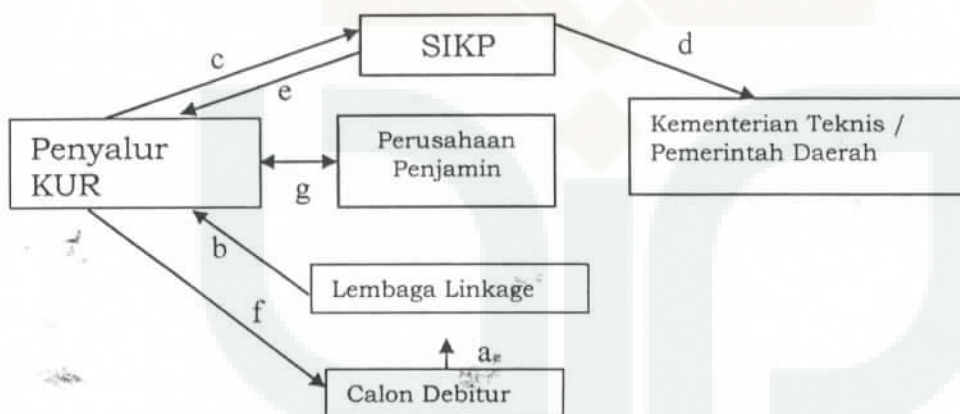 SIKP
c
d
e
Penyalur
KUR
Perusahaan
Penjamin
Kementerian Teknis /
Pemerintah Daerah
g
b
Lembaga Linkage
f
a
Calon Debitur